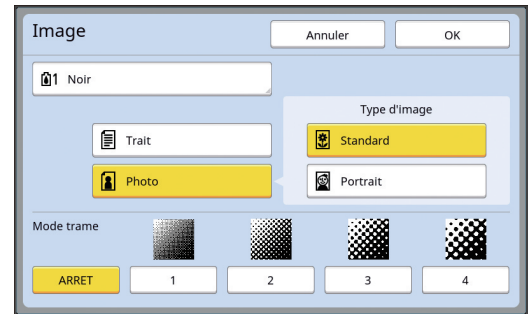 Image
Annuler
OK
1 Noir
Type d'image
Trait
Standard
Photo
Portrait
Mode trame
ARRET
1
2
3
4